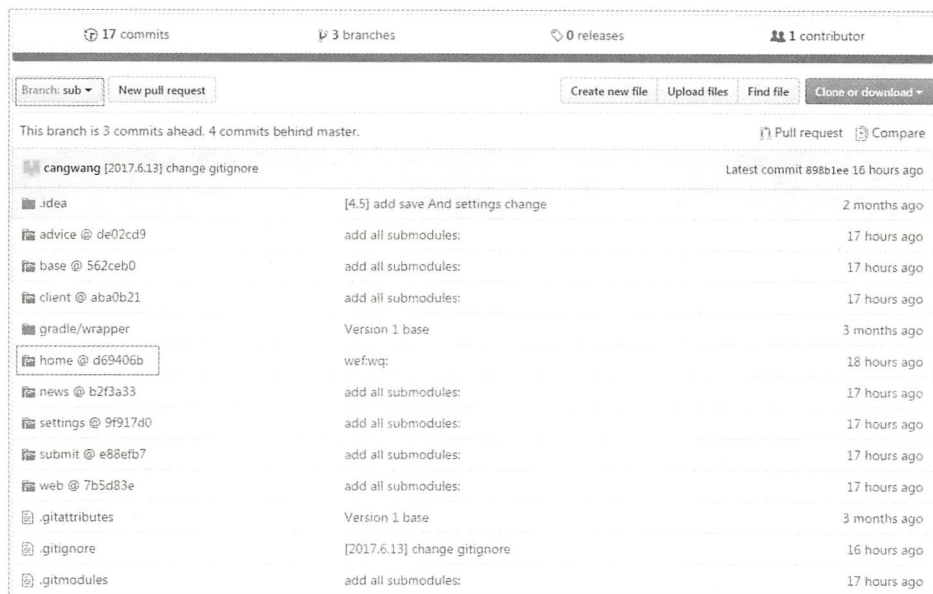 17 commits 3 branches 0 releases 1 contributor
Branch: sub New pull request Create new file Upload files Find file Clone or download
This branch is 3 commits ahead, 4 commits behind master. Pull request Compare
cangwang [2017.6.13] change gitignore Latest commit 898b1ee 16 hours ago
.idea [4.5] add save And settings change 2 months ago
advice @ de02cd9 add all submodules: 17 hours ago
base @ 562ceb0 add all submodules: 17 hours ago
client @ aba0b21 add all submodules: 17 hours ago
gradle/wrapper Version 1 base 3 months ago
home @ d69406b wef:wq: 18 hours ago
news @ b2f3a33 add all submodules: 17 hours ago
settings @ 9f917d0 add all submodules: 17 hours ago
submit @ e88efb7 add all submodules: 17 hours ago
web @ 7b5d83e add all submodules: 17 hours ago
.gitattributes Version 1 base 3 months ago
.gitignore [2017.6.13] change gitignore 16 hours ago
.gitmodules add all submodules: 17 hours ago